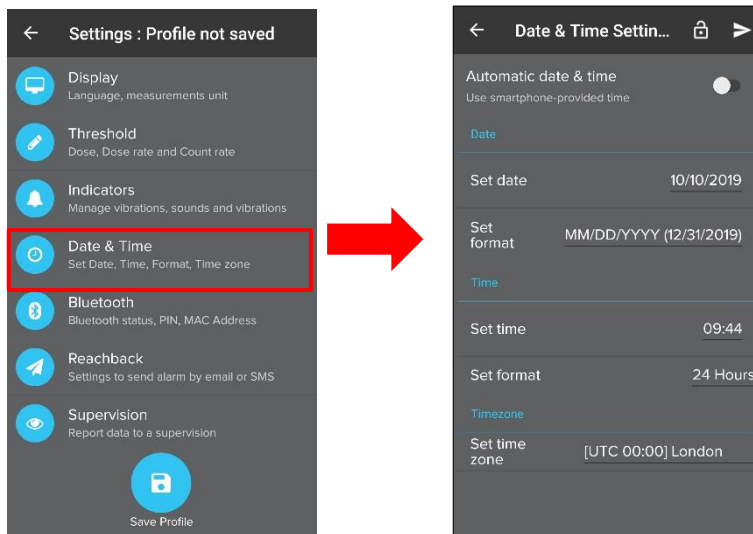 Settings : Profile not saved
Display
Language, measurements unit
Threshold
Dose, Dose rate and Count rate
Indicators
Manage vibrations, sounds and vibrations
Date & Time
Set Date, Time, Format, Time zone
Bluetooth
Bluetooth status, PIN, MAC Address
Reachback
Settings to send alarm by email or SMS
Supervision
Report data to a supervision
Save Profile
Date & Time Settin...
Automatic date & time
Use smartphone-provided time
Date
Set date 10/10/2019
Set
format MM/DD/YYYY (12/31/2019)
Time
Set time 09:44
Set format 24 Hours
Timezone
Set time
zone [UTC 00:00] London